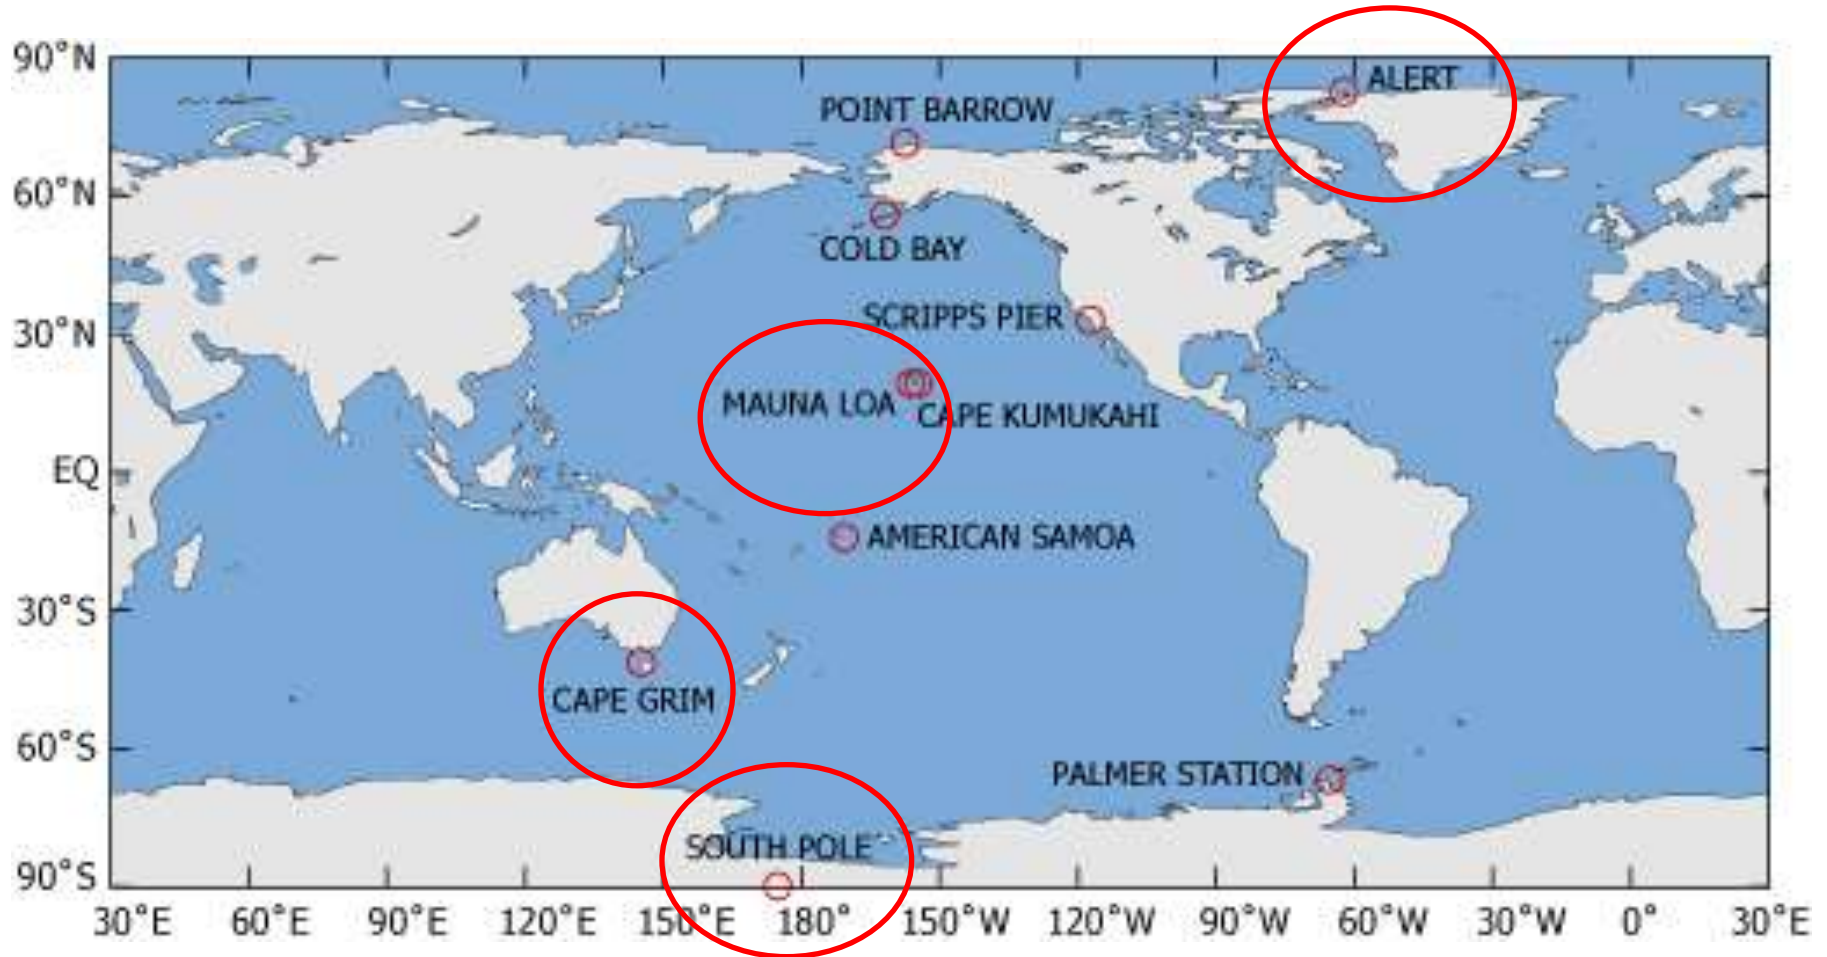 90°N
ALERT
POINT BARROW
60°N
COLD BAY
30°N
SCRIPPS PIER
MAUNA LOA
CAPE KUMUKAHI
EQ
AMERICAN SAMOA
30°S
CAPE GRIM
60°S
PALMER STATION
SOUTH POLE
90°S
30°E 60°E 90°E 120°E 150°E 180° 150°W 120°W 90°W 60°W 30°W 0° 30°E